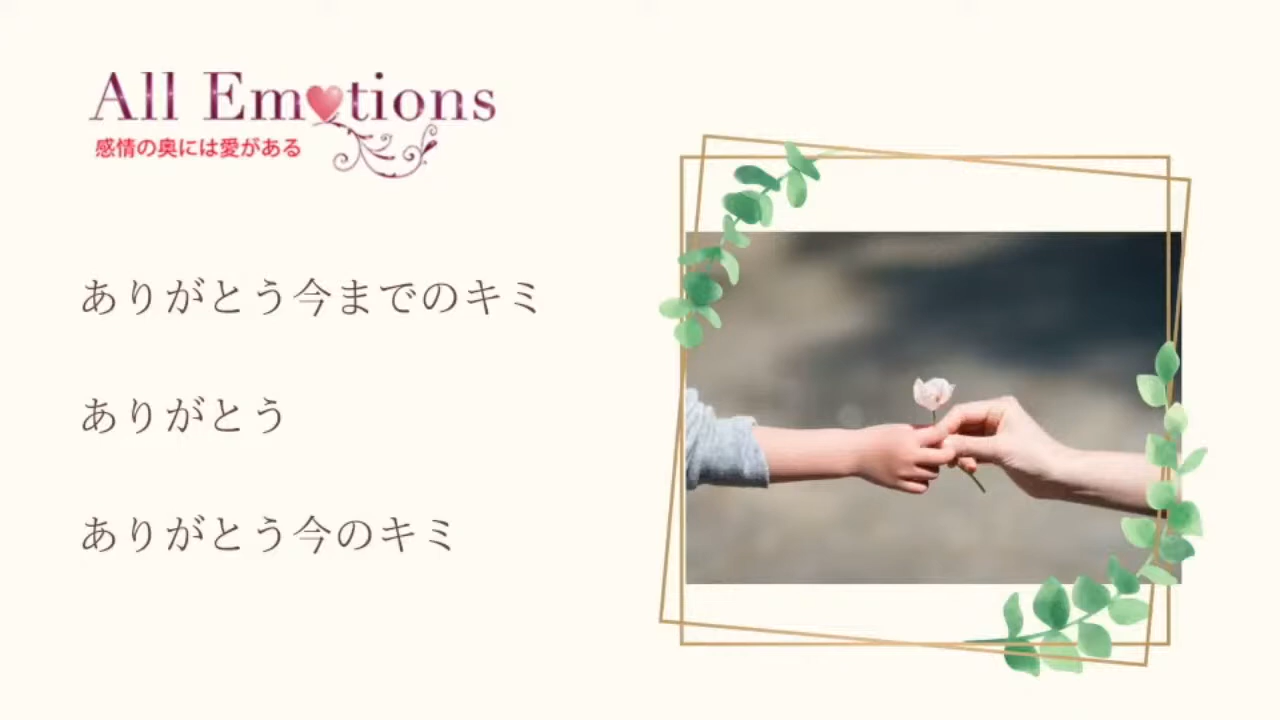 All Emotions
感情の奥には愛がある
ありがとう今までのキミ
ありがとう
ありがとう今のキミ